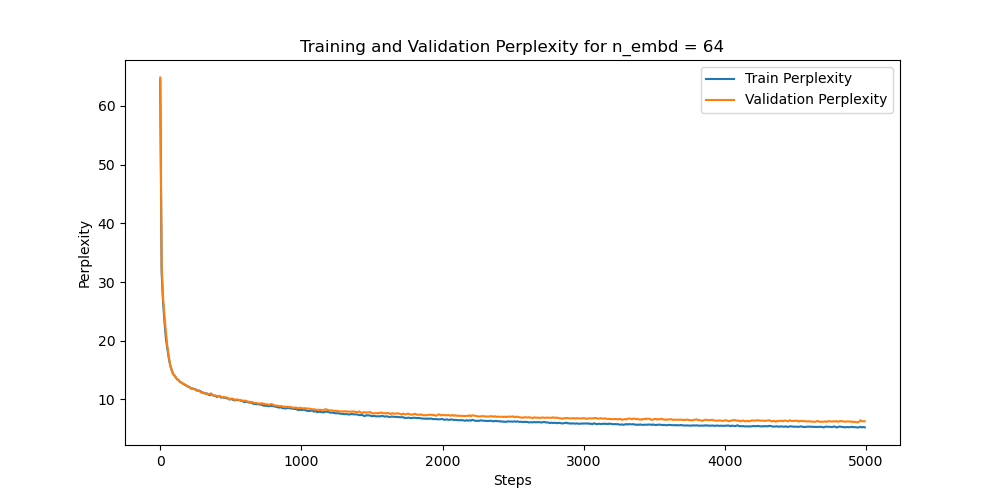 Training and Validation Perplexity for n_embd = 64
Train Perplexity
Validation Perplexity
60
50
40
30
20
10
Perplexity
0
1000
2000
3000
4000
5000
Steps